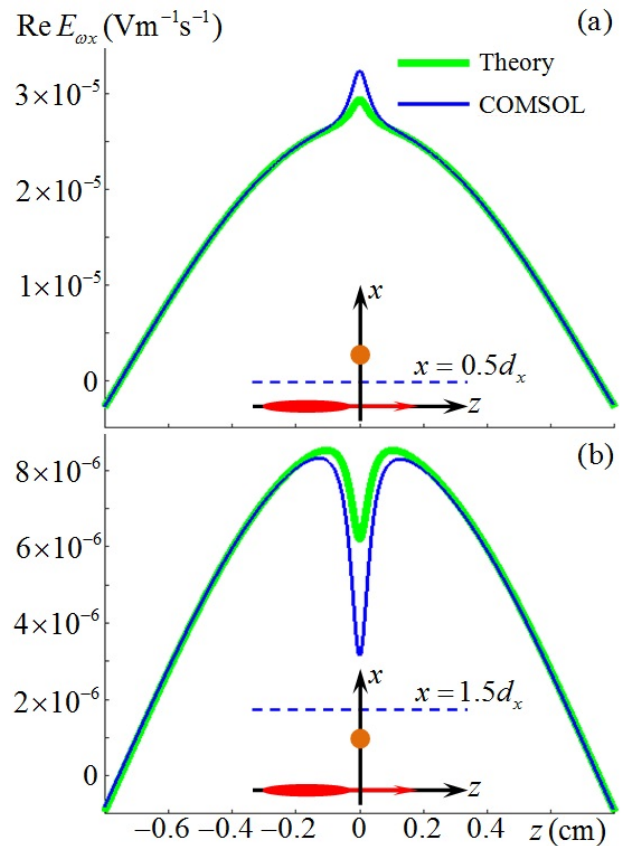 Re E_ωx (Vm⁻¹s⁻¹)
(a)
Theory
COMSOL
3×10⁻⁵
2×10⁻⁵
1×10⁻⁵
0
x
x = 0.5d_x
z
(b)
8×10⁻⁶
6×10⁻⁶
4×10⁻⁶
2×10⁻⁶
0
x
x = 1.5d_x
z
−0.6 −0.4 −0.2 0 0.2 0.4 z (cm)